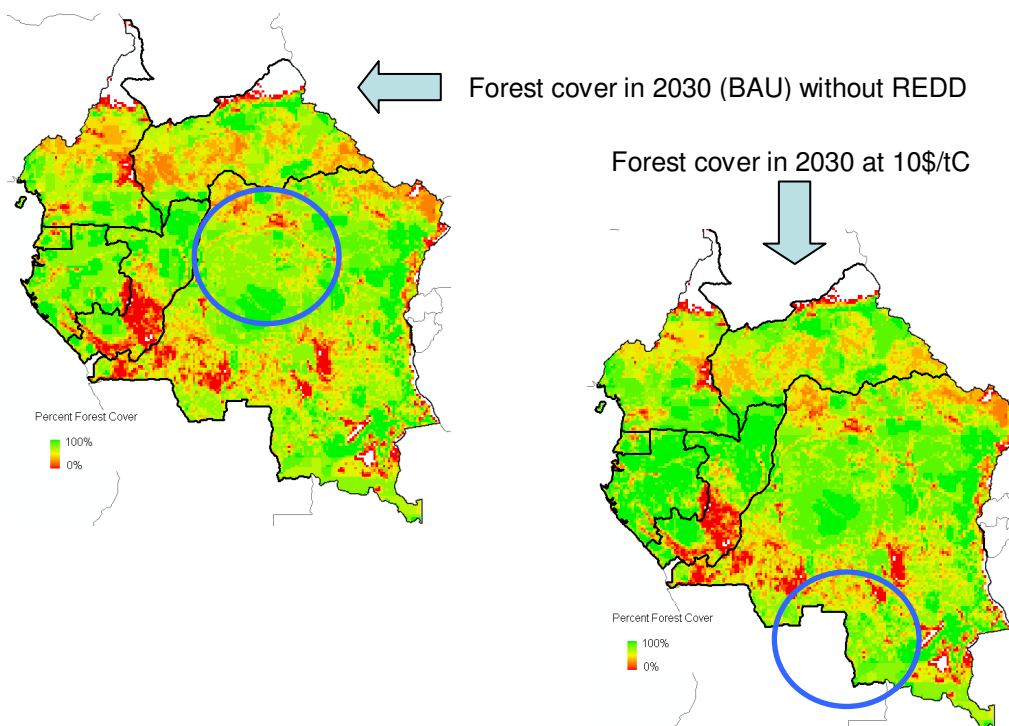 Forest cover in 2030 (BAU) without REDD
Forest cover in 2030 at 10$/tC
Percent Forest Cover
100%
0%
Percent Forest Cover
100%
0%